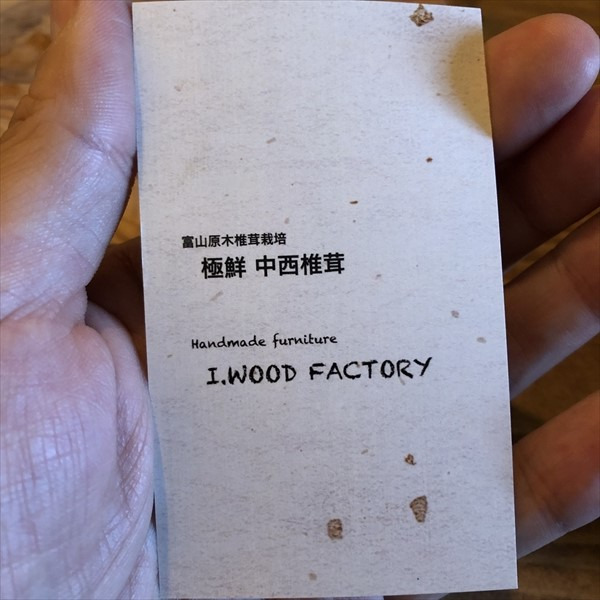 富山原木椎茸栽培
極鮮 中西椎茸
Handmade furniture
I.WOOD FACTORY